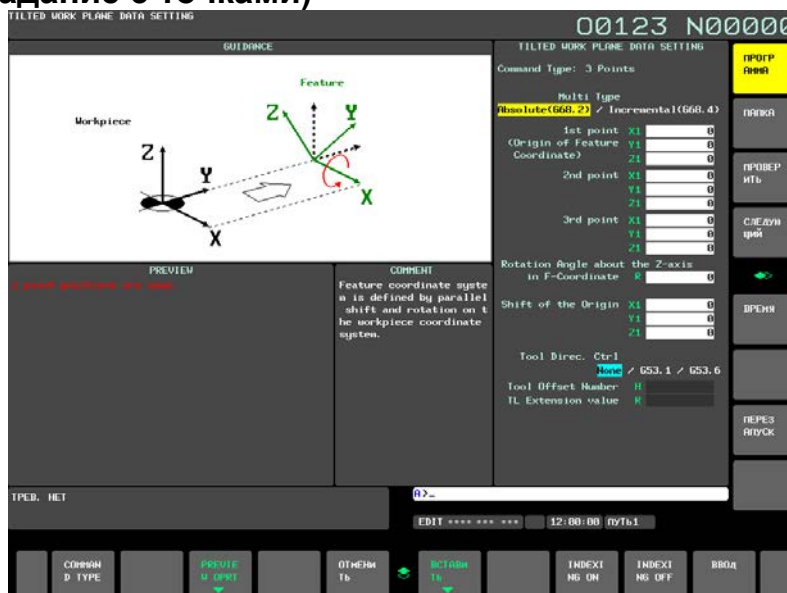 адание 3 точками)
TILTED WORK PLANE DATA SETTING
O0123 N00000
GUIDANCE
Feature
Workpiece
Z
Y
X
Z
Y
X
PREVIEW
COMMENT
Feature coordinate syste
m is defined by parallel
shift and rotation on t
he workpiece coordinate
system.
TILTED WORK PLANE DATA SETTING
Command Type: 3 Points
Multi Type
Absolute(G68.2) / Incremental(G68.4)
1st point X1 0
(Origin of Feature Y1 0
Coordinate) Z1 0
2nd point X1 0
Y1 0
Z1 0
3rd point X1 0
Y1 0
Z1 0
Rotation Angle about the Z-axis
in F-Coordinate R 0
Shift of the Origin X1 0
Y1 0
Z1 0
Tool Direc. Ctrl
None / G53.1 / G53.6
Tool Offset Number H
TL Extension value R
ПРОГР
АММА
ПАПКА
ПРОВЕР
ИТЬ
СЛЕДУЮ
ЩИЙ
ВРЕМЯ
ПЕРЕЗ
АПУСК
ТРЕВ. НЕТ
A>_
EDIT **** *** *** 12:00:00 ПУТЬ1
COMMAN
D TYPE
PREVIE
W OPRT
ОТМЕНИ
ТЬ
ВСТАВИ
ТЬ
INDEXI
NG ON
INDEXI
NG OFF
ВВОД